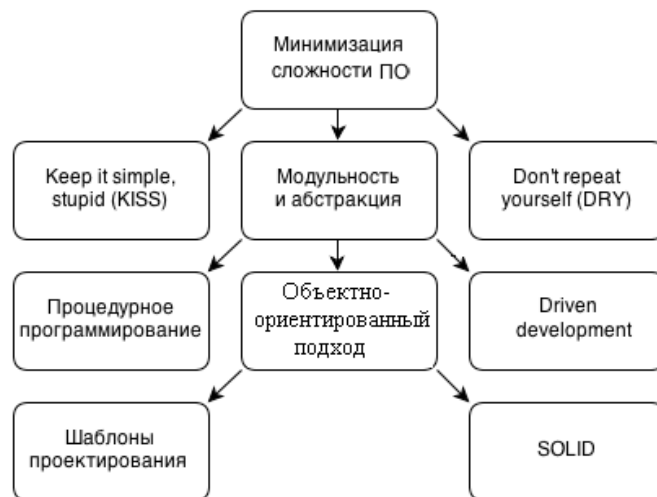 Минимизация
сложности ПО
Keep it simple,
stupid (KISS)
Модульность
и абстракция
Don't repeat
yourself (DRY)
Процедурное
программирование
Объектно-
ориентированный
подход
Driven
development
Шаблоны
проектирования
SOLID